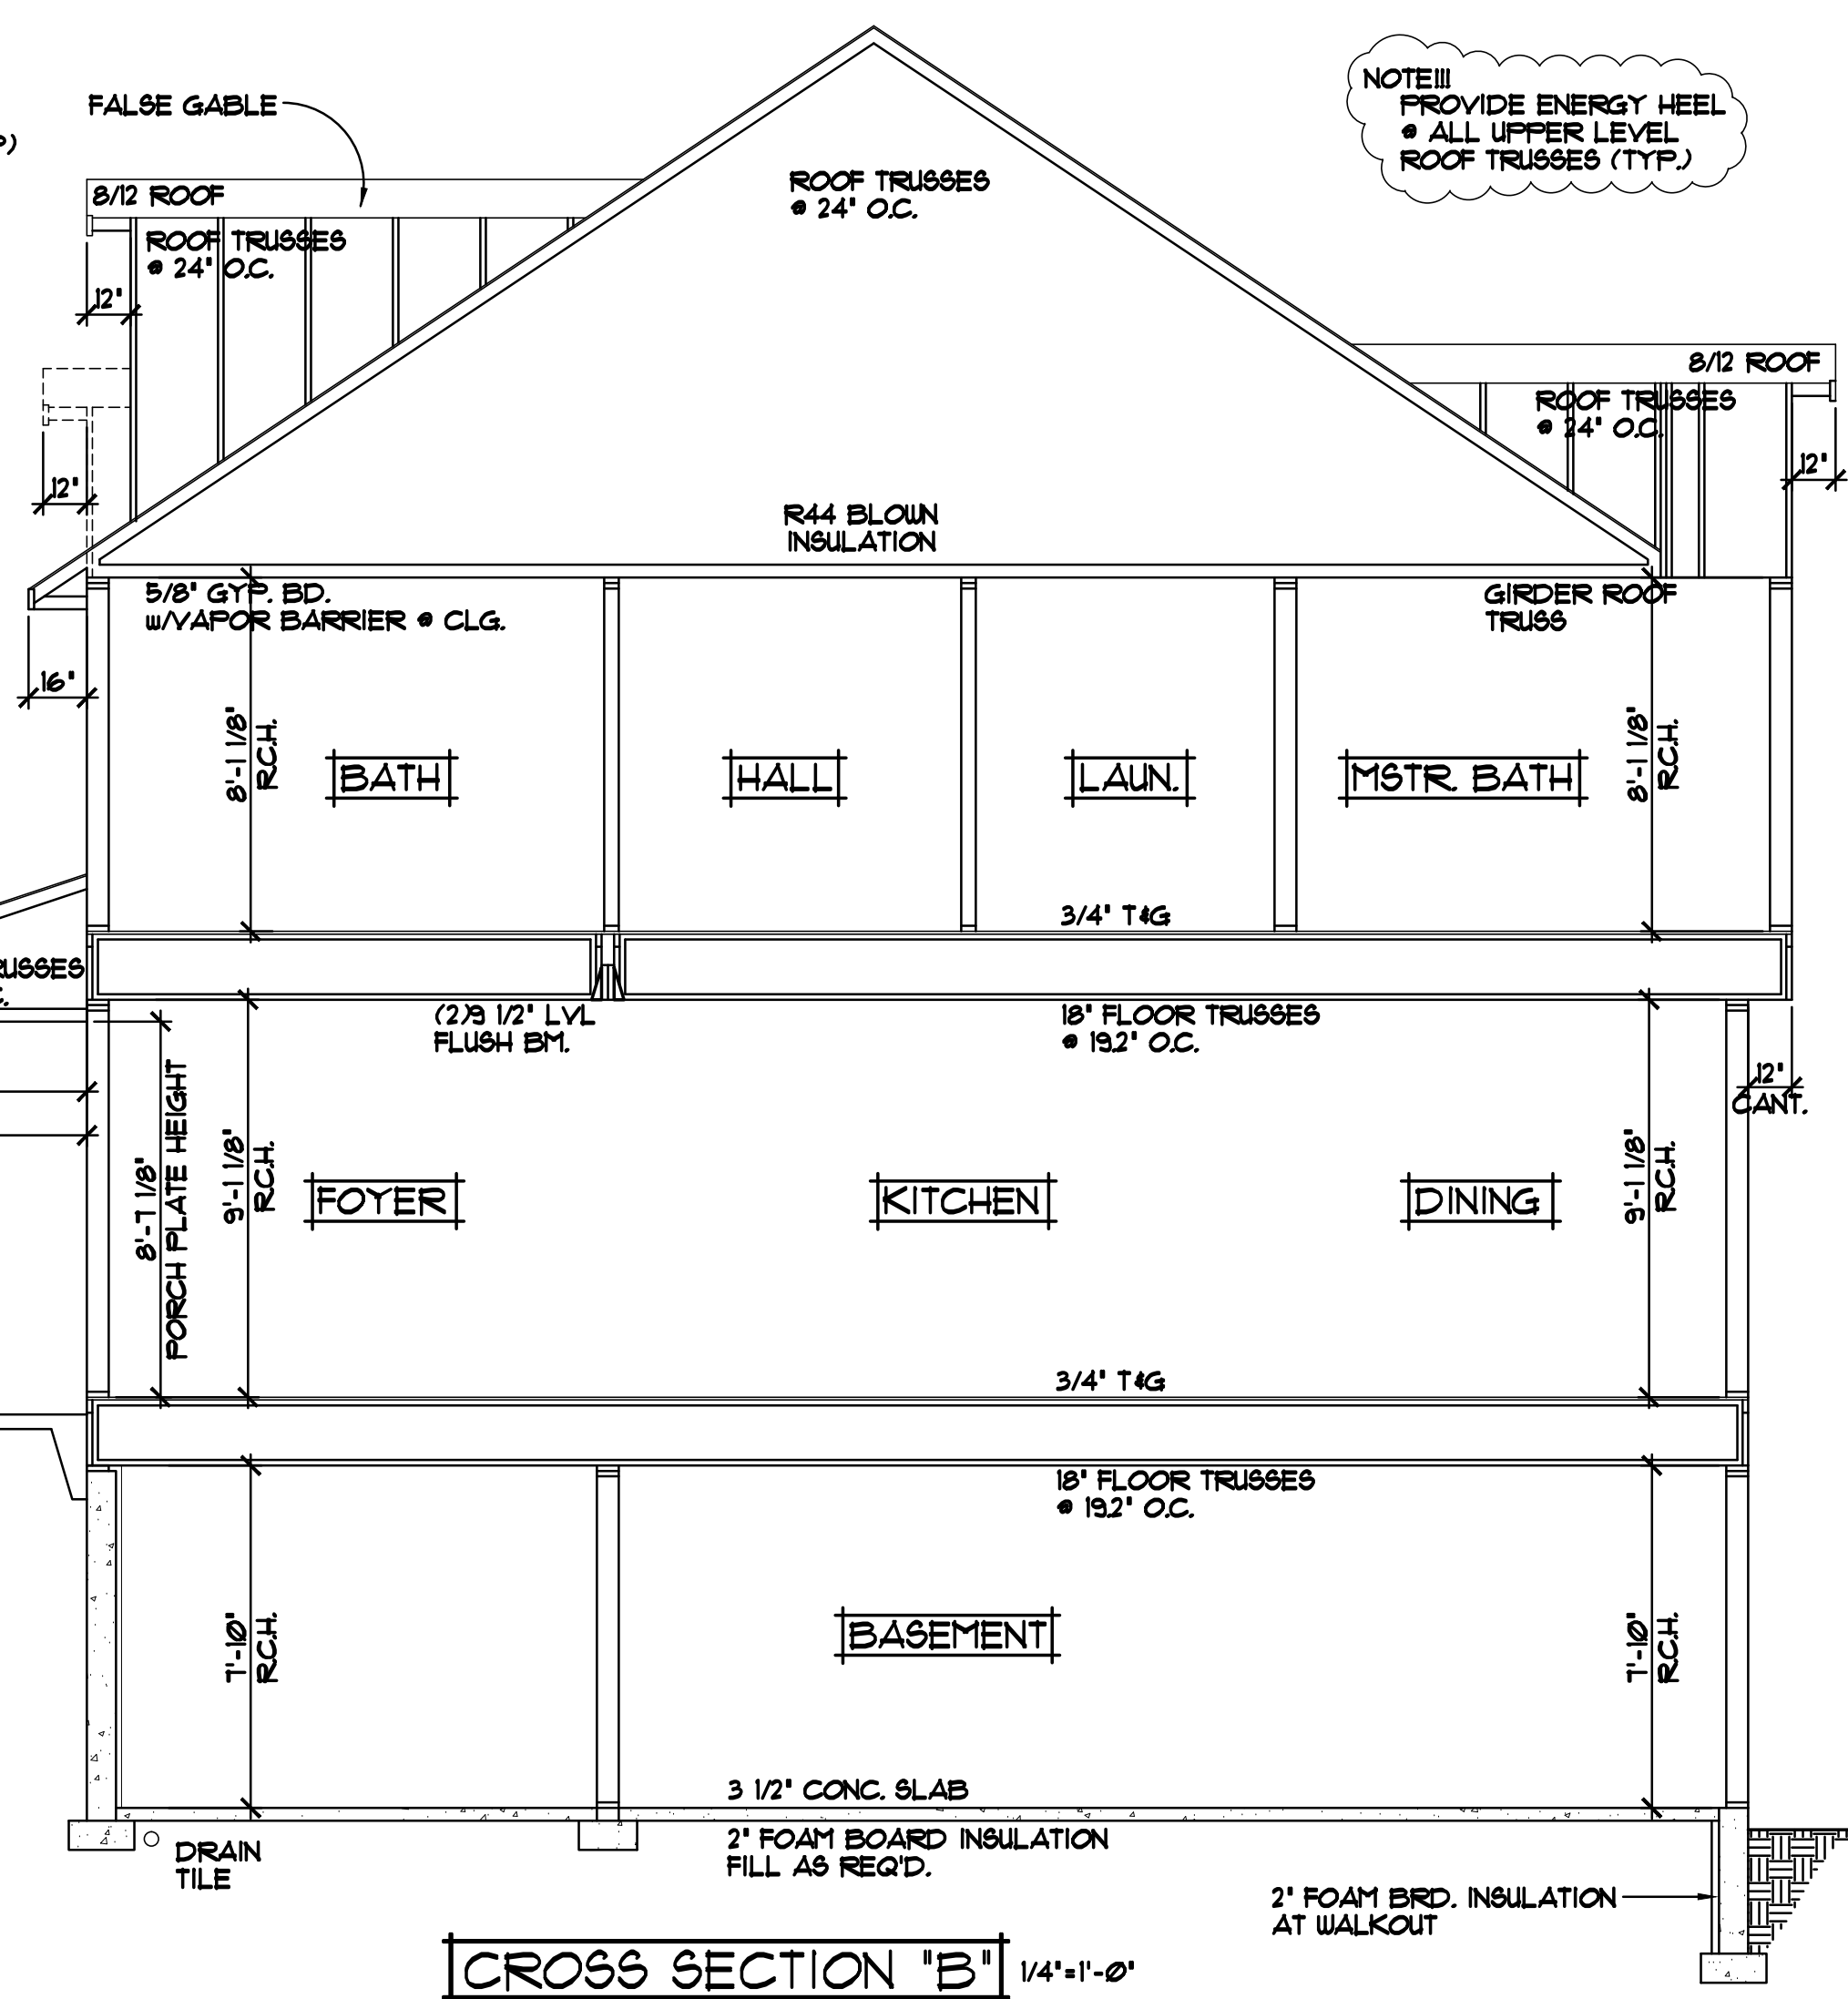 FALSE GABLE
P)
NOTE!!!
PROVIDE ENERGY HEEL
@ ALL UPPER LEVEL
ROOF TRUSSES (TYP.)
8/12 ROOF
ROOF TRUSSES
@ 24" O.C.
ROOF TRUSSES
@ 24" O.C.
12"
8/12 ROOF
ROOF TRUSSES
@ 24" O.C.
12"
12"
R44 BLOWN
INSULATION
5/8" GYP. BD.
w/VAPOR BARRIER @ CLG.
GIRDER ROOF
TRUSS
16"
8'-1 1/8"
R.C.H.
BATH
HALL
LAUN.
MSTR. BATH
8'-1 1/8"
R.C.H.
3/4" T&G
RUSSES
C.
(2)9 1/2" LVL
FLUSH BM.
18" FLOOR TRUSSES
@ 19.2" O.C.
12"
CANT.
8'-7 1/8"
PORCH PLATE HEIGHT
9'-1 1/8"
R.C.H.
FOYER
KITCHEN
DINING
9'-1 1/8"
R.C.H.
3/4" T&G
18" FLOOR TRUSSES
@ 19.2" O.C.
7'-10"
R.C.H.
BASEMENT
7'-10"
R.C.H.
3 1/2" CONC. SLAB
2" FOAM BOARD INSULATION
FILL AS REQ'D.
DRAIN
TILE
2" FOAM BRD. INSULATION
AT WALKOUT
CROSS SECTION "B" 1/4"=1'-0"